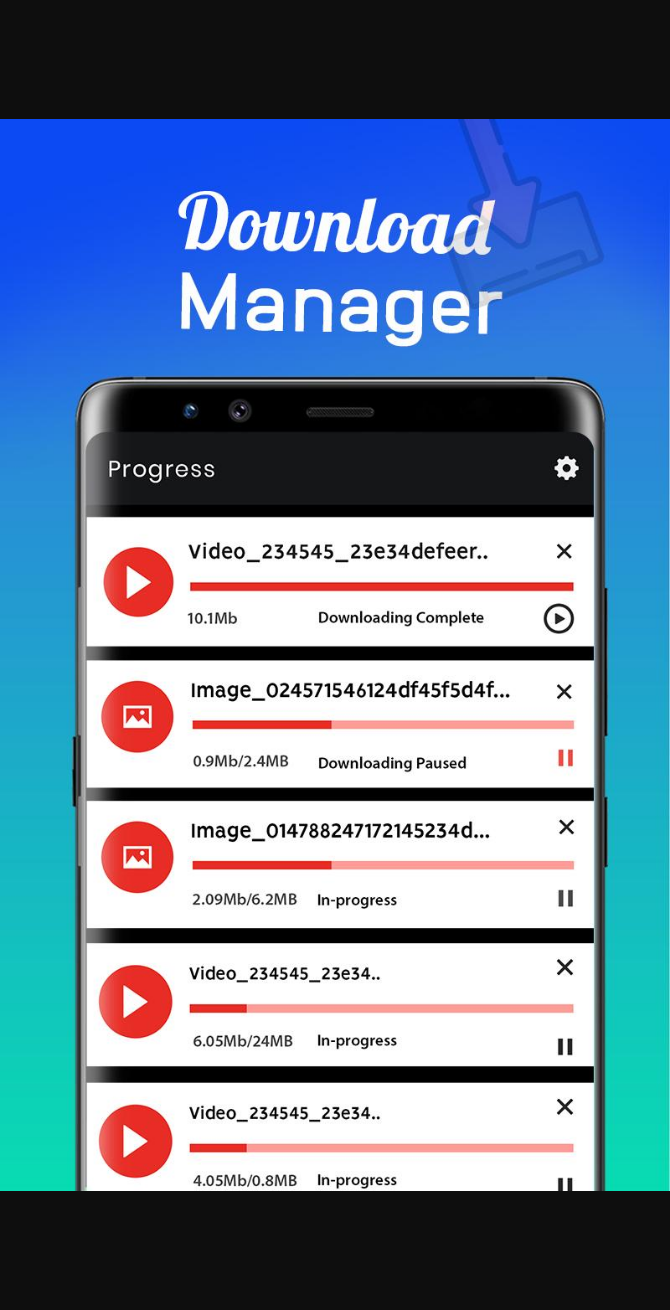 Download
Manager
Progress
Video_234545_23e34defeer..
10.1Mb Downloading Complete
Image_024571546124df45f5d4f...
0.9Mb/2.4MB Downloading Paused
Image_014788247172145234d...
2.09Mb/6.2MB In-progress
Video_234545_23e34..
6.05Mb/24MB In-progress
Video_234545_23e34..
4.05Mb/0.8MB In-progress